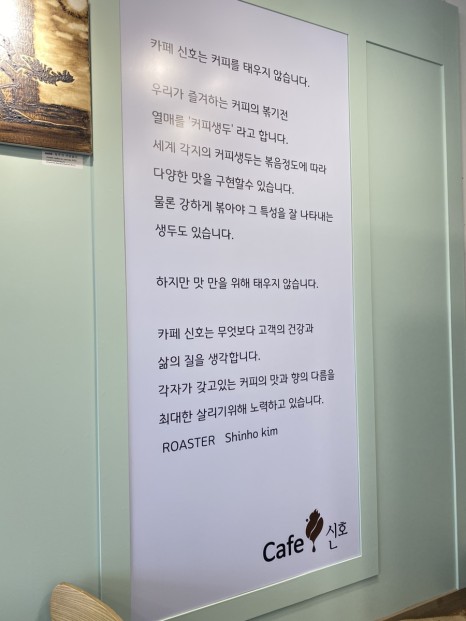 카페 신호는 커피를 태우지 않습니다.
우리가 즐겨하는 커피의 볶기전
열매를 '커피생두' 라고 합니다.
세계 각지의 커피생두는 볶음정도에 따라
다양한 맛을 구현할수 있습니다.
물론 강하게 볶아야 그 특성을 잘 나타내는
생두도 있습니다.
하지만 맛 만을 위해 태우지 않습니다.
카페 신호는 무엇보다 고객의 건강과
삶의 질을 생각합니다.
각자가 갖고있는 커피의 맛과 향의 다름을
최대한 살리기위해 노력하고 있습니다.
ROASTER Shinho kim
Cafe 신호